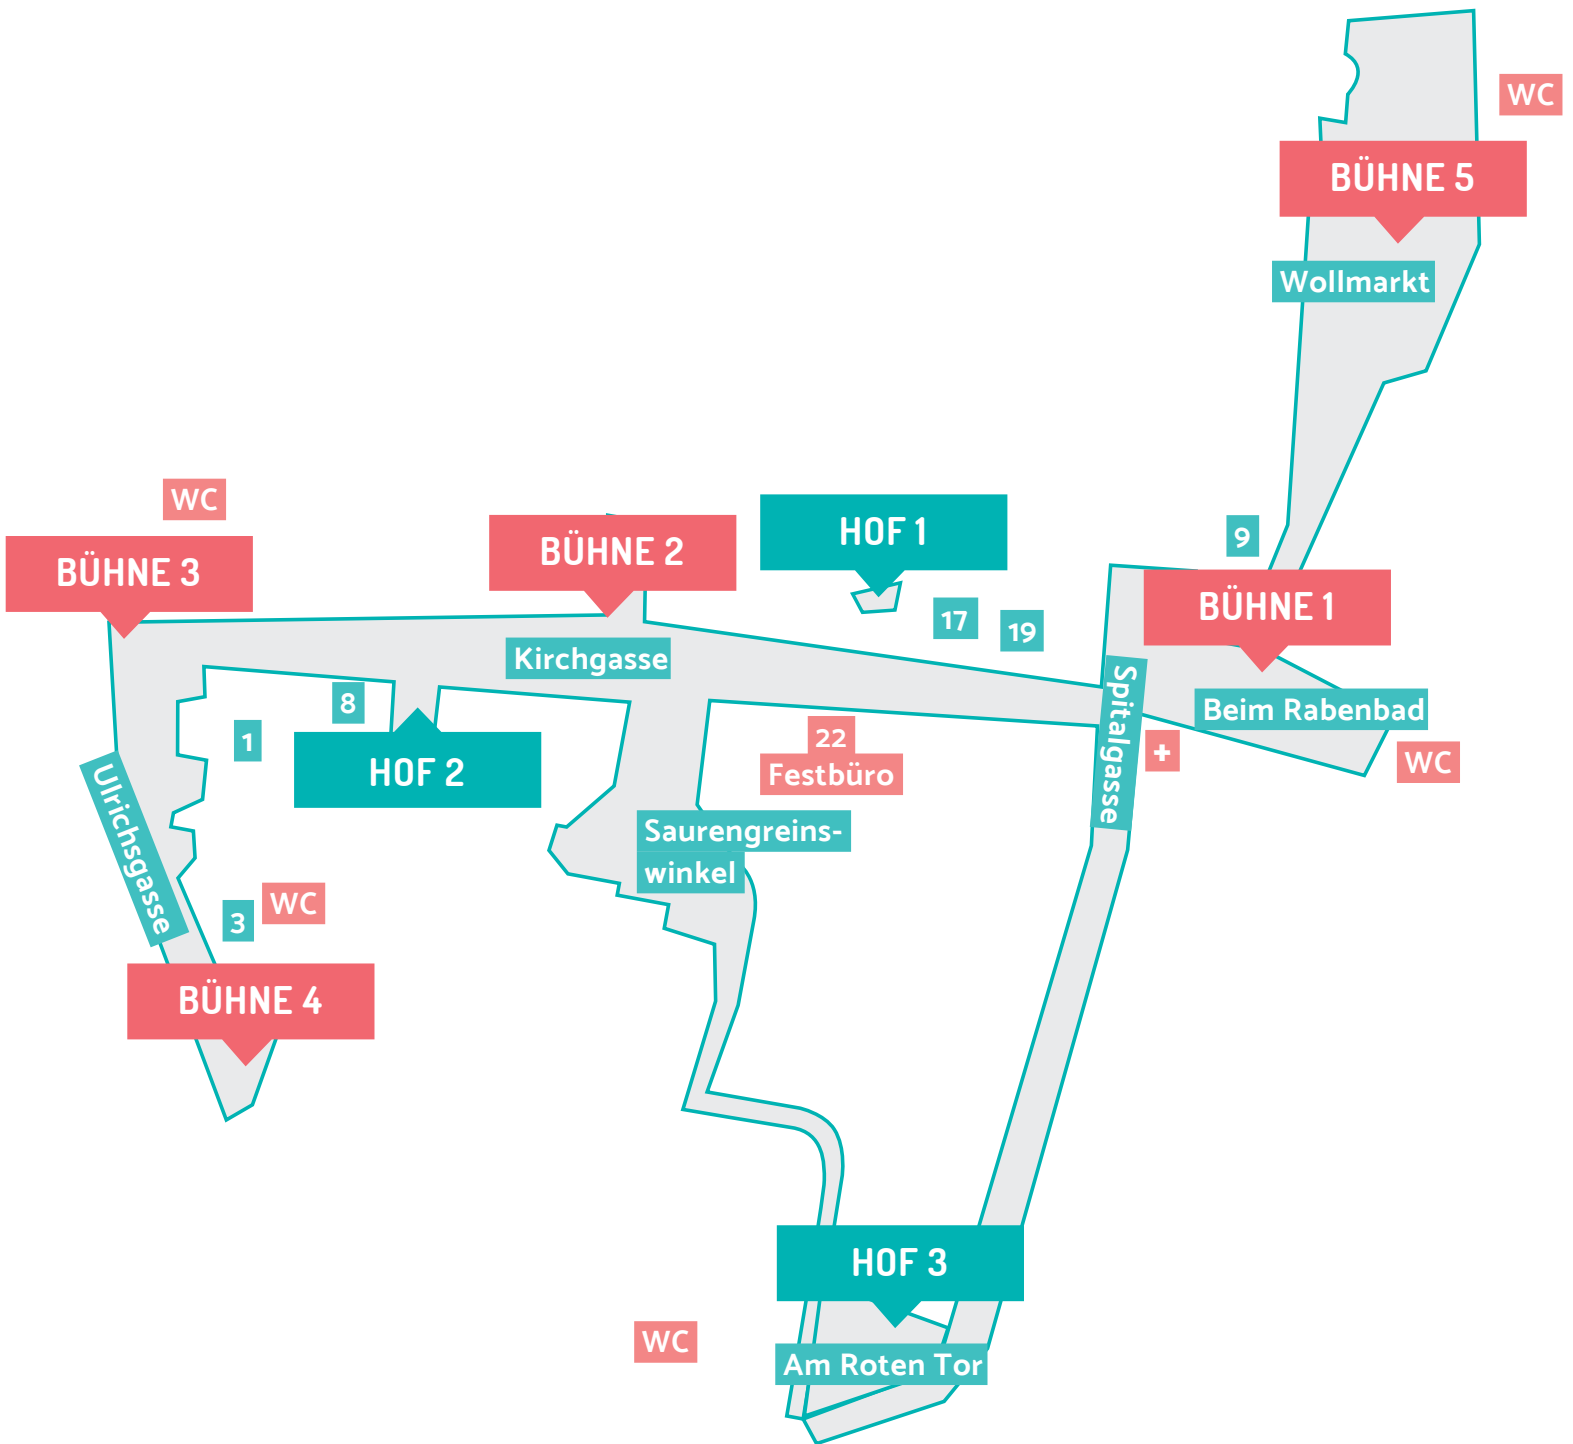 WC
BÜHNE 5
Wollmarkt
WC
BÜHNE 3
BÜHNE 2
HOF 1
9
BÜHNE 1
17
19
Kirchgasse
8
1
HOF 2
22
Festbüro
Spitalgasse
Beim Rabenbad
+
WC
Ulrichsgasse
Saurengreins-
winkel
3
WC
BÜHNE 4
HOF 3
WC
Am Roten Tor